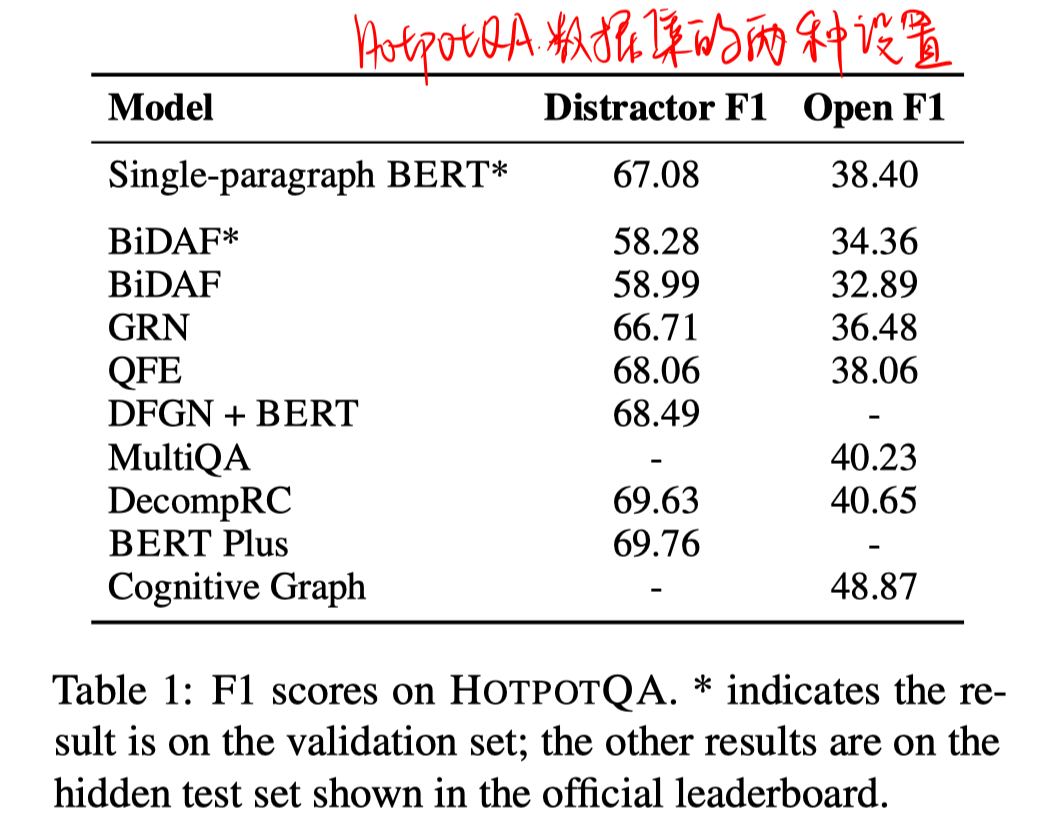 HotpotQA.数据集的两种设置
Model Distractor F1 Open F1
Single-paragraph BERT* 67.08 38.40
BiDAF* 58.28 34.36
BiDAF 58.99 32.89
GRN 66.71 36.48
QFE 68.06 38.06
DFGN + BERT 68.49 -
MultiQA - 40.23
DecompRC 69.63 40.65
BERT Plus 69.76 -
Cognitive Graph - 48.87
Table 1: F1 scores on HOTPOTQA. * indicates the re-
sult is on the validation set; the other results are on the
hidden test set shown in the official leaderboard.